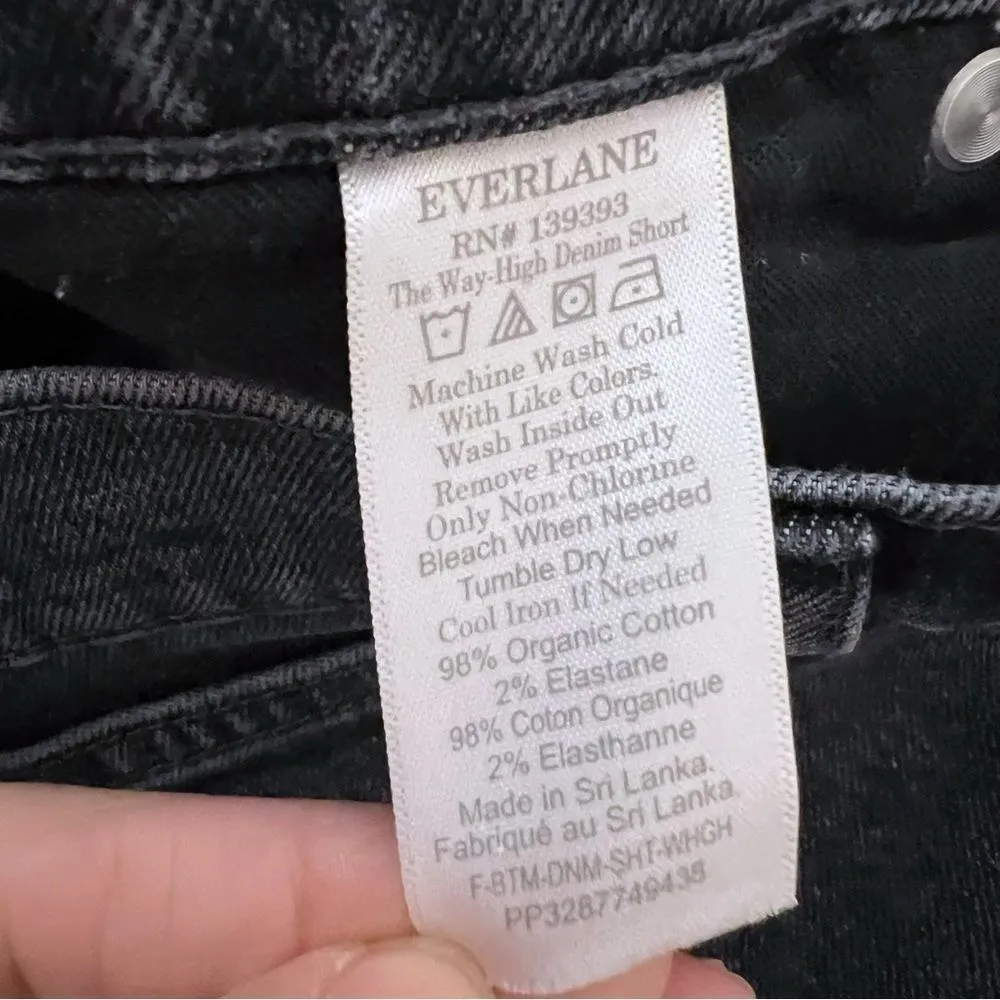 EVERLANE
RN# 139393
The Way-High Denim Short
Machine Wash Cold
With Like Colors.
Wash Inside Out
Remove Promptly
Only Non-Chlorine
Bleach When Needed
Tumble Dry Low
Cool Iron If Needed
98% Organic Cotton
2% Elastane
98% Coton Organique
2% Elasthanne
Made in Sri Lanka.
Fabriqué au Sri Lanka
F-BTM-DNM-SHT-WHGH
PP3287749438